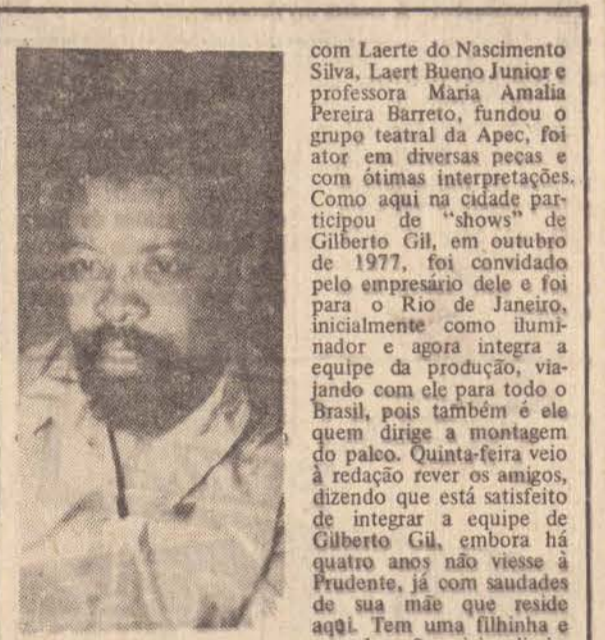 com Laerte do Nascimento
Silva, Laert Bueno Junior e
professora Maria Amalia
Pereira Barreto, fundou o
grupo teatral da Apec, foi
ator em diversas peças e
com ótimas interpretações.
Como aqui na cidade par-
ticipou de "shows" de
Gilberto Gil, em outubro
de 1977, foi convidado
pelo empresário dele e foi
para o Rio de Janeiro,
inicialmente como ilumi-
nador e agora integra a
equipe da produção, via-
jando com ele para todo o
Brasil, pois também é ele
quem dirige a montagem
do palco. Quinta-feira veio
à redação rever os amigos,
dizendo que está satisfeito
de integrar a equipe de
Gilberto Gil, embora há
quatro anos não viesse à
Prudente, já com saudades
de sua mãe que reside
aqui. Tem uma filhinha e